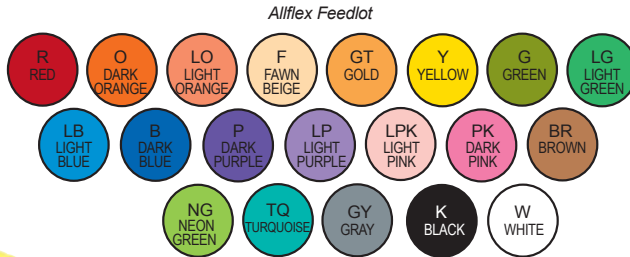 Allflex Feedlot
R
RED
O
DARK
ORANGE
LO
LIGHT
ORANGE
F
FAWN
BEIGE
GT
GOLD
Y
YELLOW
G
GREEN
LG
LIGHT
GREEN
LB
LIGHT
BLUE
B
DARK
BLUE
P
DARK
PURPLE
LP
LIGHT
PURPLE
LPK
LIGHT
PINK
PK
DARK
PINK
BR
BROWN
NG
NEON
GREEN
TQ
TURQUOISE
GY
GRAY
K
BLACK
W
WHITE